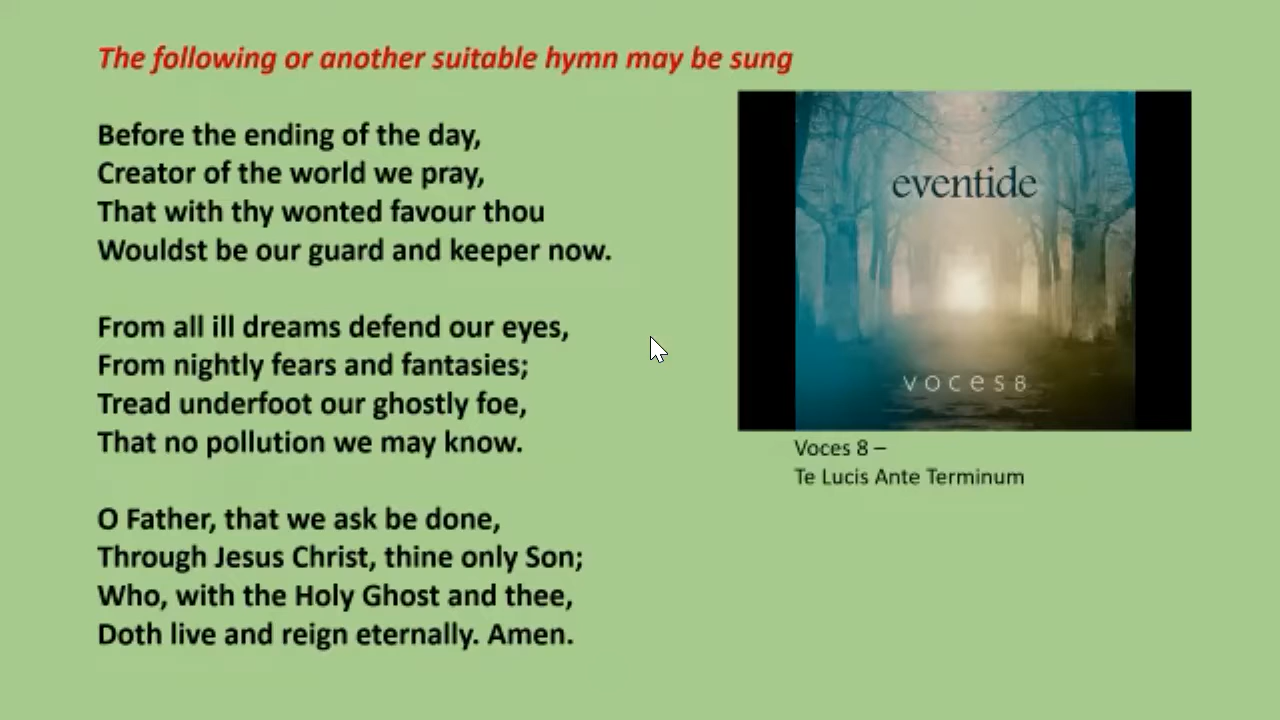 The following or another suitable hymn may be sung
Before the ending of the day,
Creator of the world we pray,
That with thy wonted favour thou
Wouldst be our guard and keeper now.
From all ill dreams defend our eyes,
From nightly fears and fantasies;
Tread underfoot our ghostly foe,
That no pollution we may know.
O Father, that we ask be done,
Through Jesus Christ, thine only Son;
Who, with the Holy Ghost and thee,
Doth live and reign eternally. Amen.
eventide
voces8
Voces 8 –
Te Lucis Ante Terminum